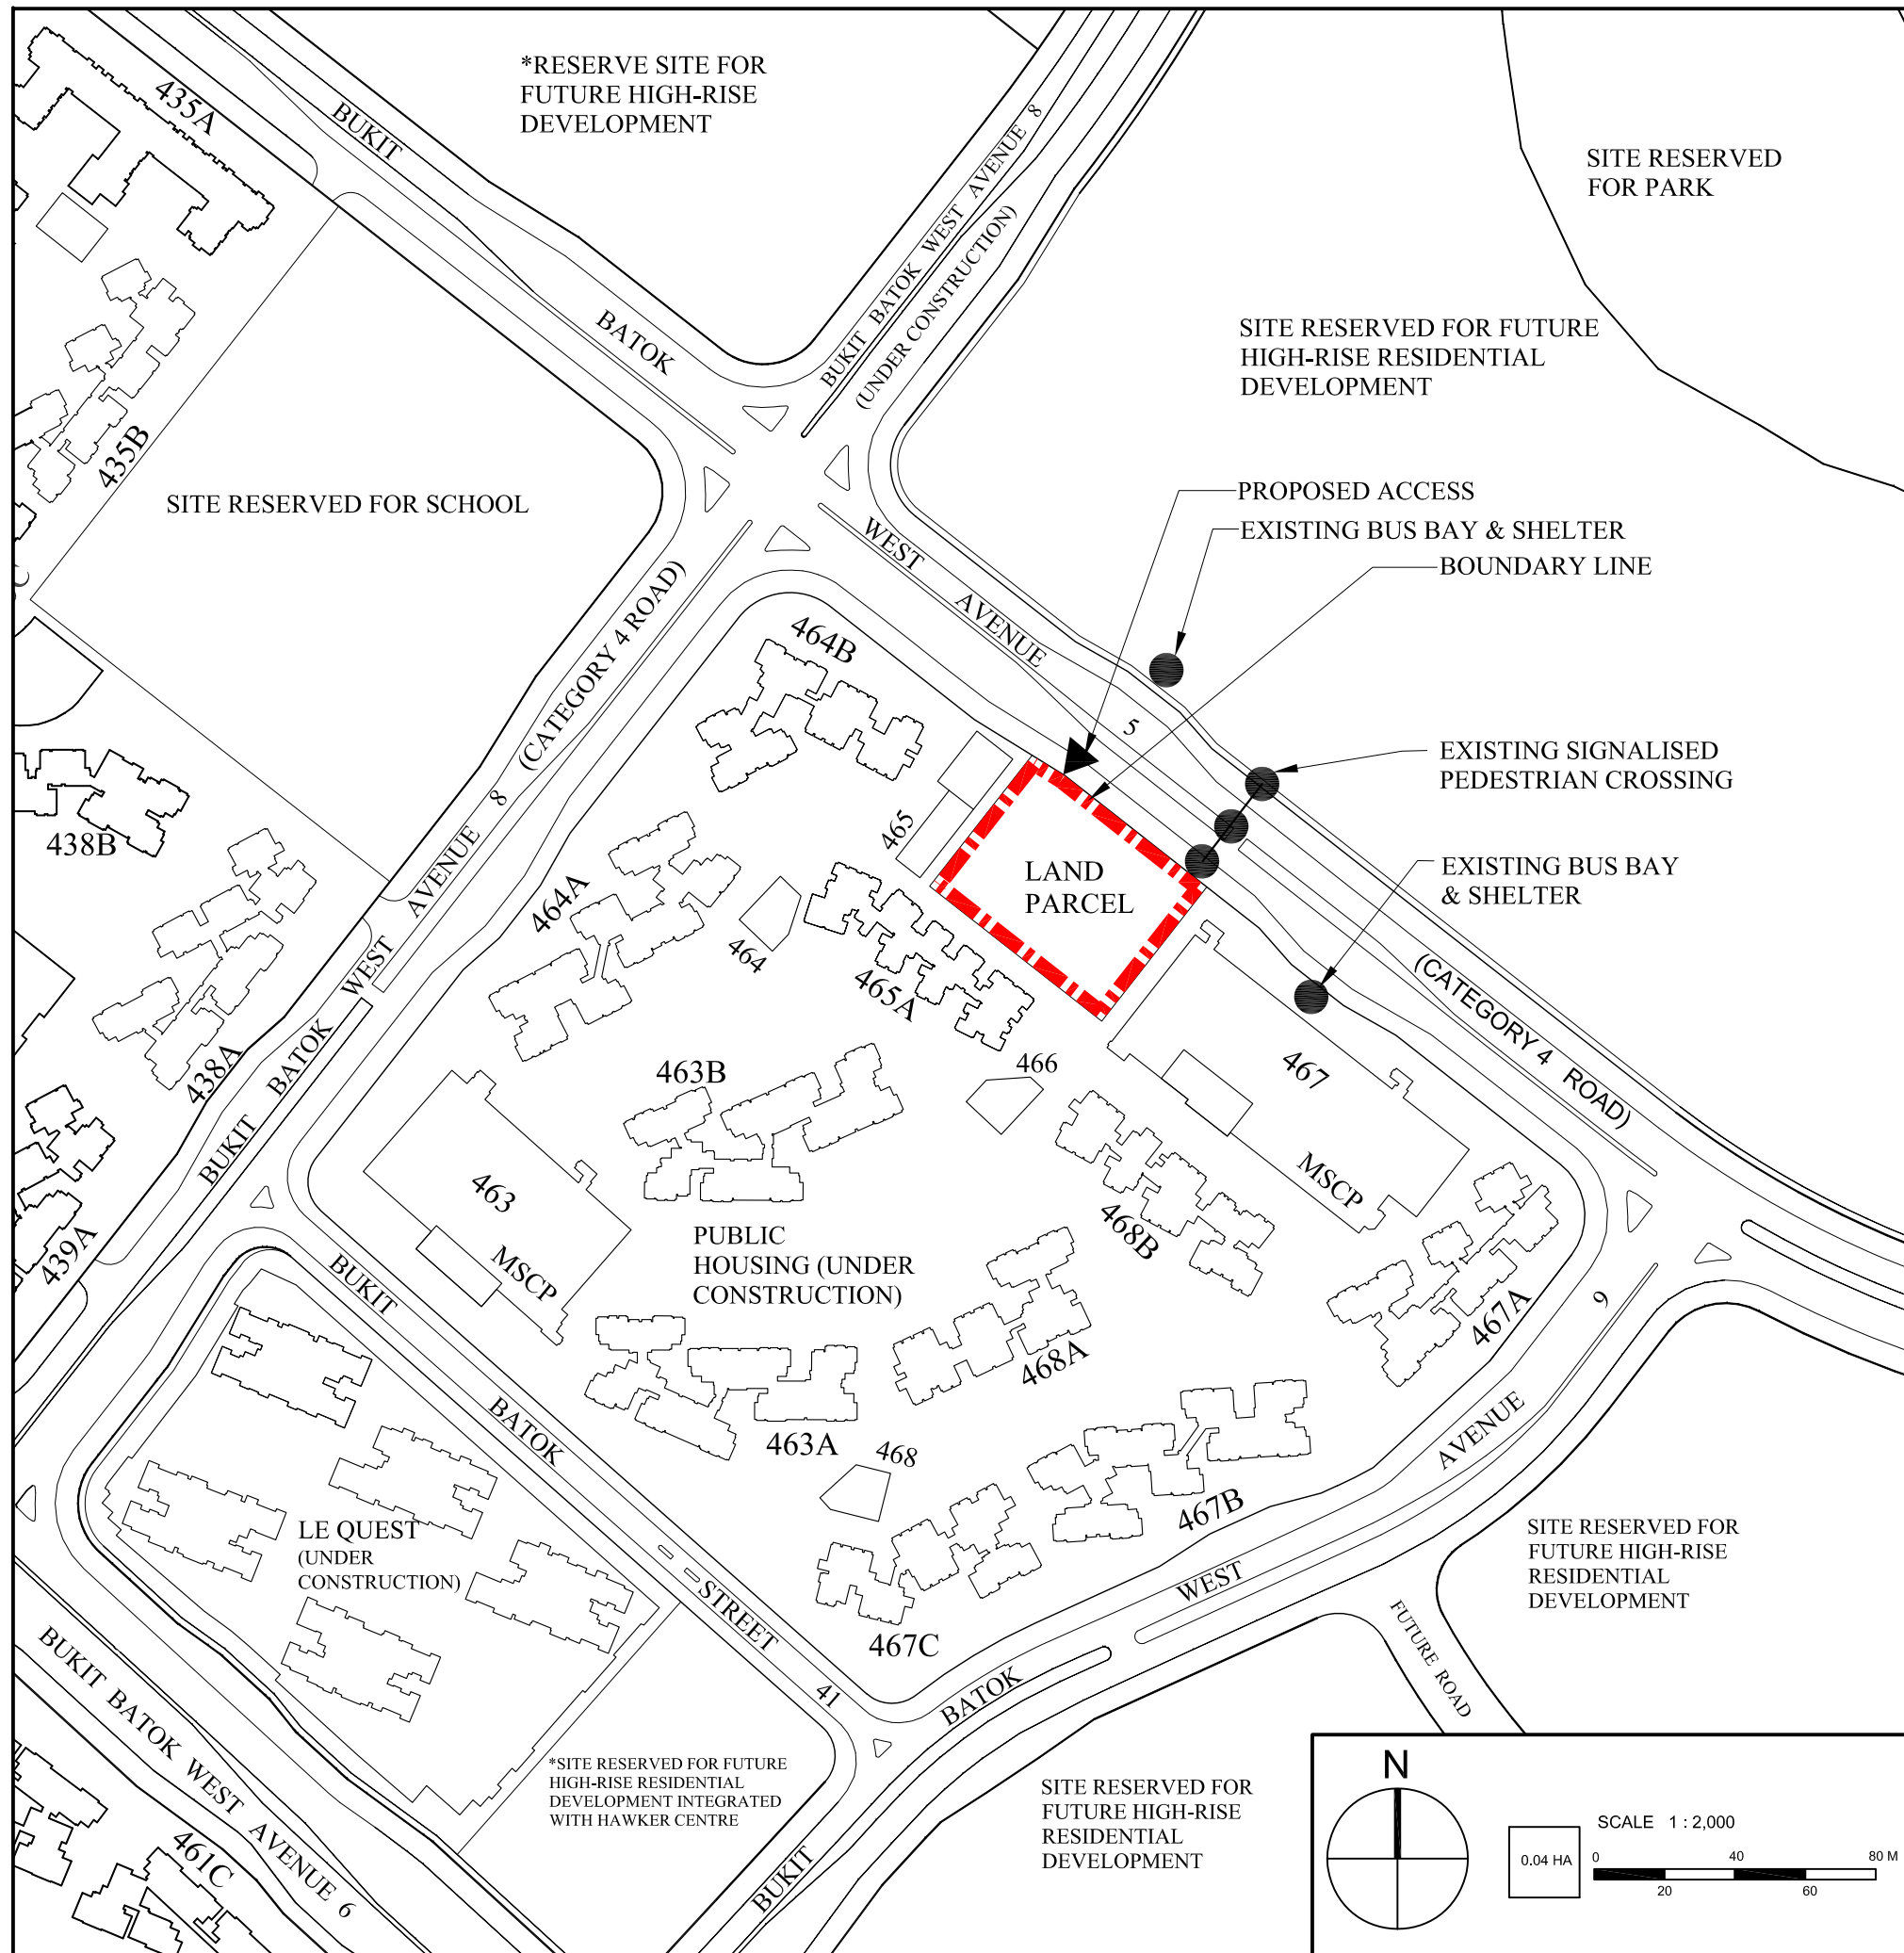 *RESERVE SITE FOR
FUTURE HIGH-RISE
DEVELOPMENT
435A
BUKIT
BATOK
WEST
AVENUE
5
(CATEGORY 4 ROAD)
BUKIT BATOK WEST AVENUE 8
(UNDER CONSTRUCTION)
SITE RESERVED
FOR PARK
SITE RESERVED FOR FUTURE
HIGH-RISE RESIDENTIAL
DEVELOPMENT
435B
SITE RESERVED FOR SCHOOL
PROPOSED ACCESS
EXISTING BUS BAY & SHELTER
BOUNDARY LINE
EXISTING SIGNALISED
PEDESTRIAN CROSSING
EXISTING BUS BAY
& SHELTER
LAND
PARCEL
BUKIT BATOK WEST AVENUE 8 (CATEGORY 4 ROAD)
464B
465
464A
464
465A
438B
438A
439A
463B
466
467
MSCP
463
MSCP
468B
467A
PUBLIC
HOUSING (UNDER
CONSTRUCTION)
468A
463A
468
467B
467C
LE QUEST
(UNDER
CONSTRUCTION)
BUKIT
BATOK
STREET
41
BUKIT
BATOK
WEST
AVENUE
9
FUTURE ROAD
SITE RESERVED FOR
FUTURE HIGH-RISE
RESIDENTIAL
DEVELOPMENT
BUKIT BATOK WEST AVENUE 6
461C
*SITE RESERVED FOR FUTURE
HIGH-RISE RESIDENTIAL
DEVELOPMENT INTEGRATED
WITH HAWKER CENTRE
SITE RESERVED FOR
FUTURE HIGH-RISE
RESIDENTIAL
DEVELOPMENT
N
0.04 HA
SCALE 1 : 2,000
0 40 80 M
20 60